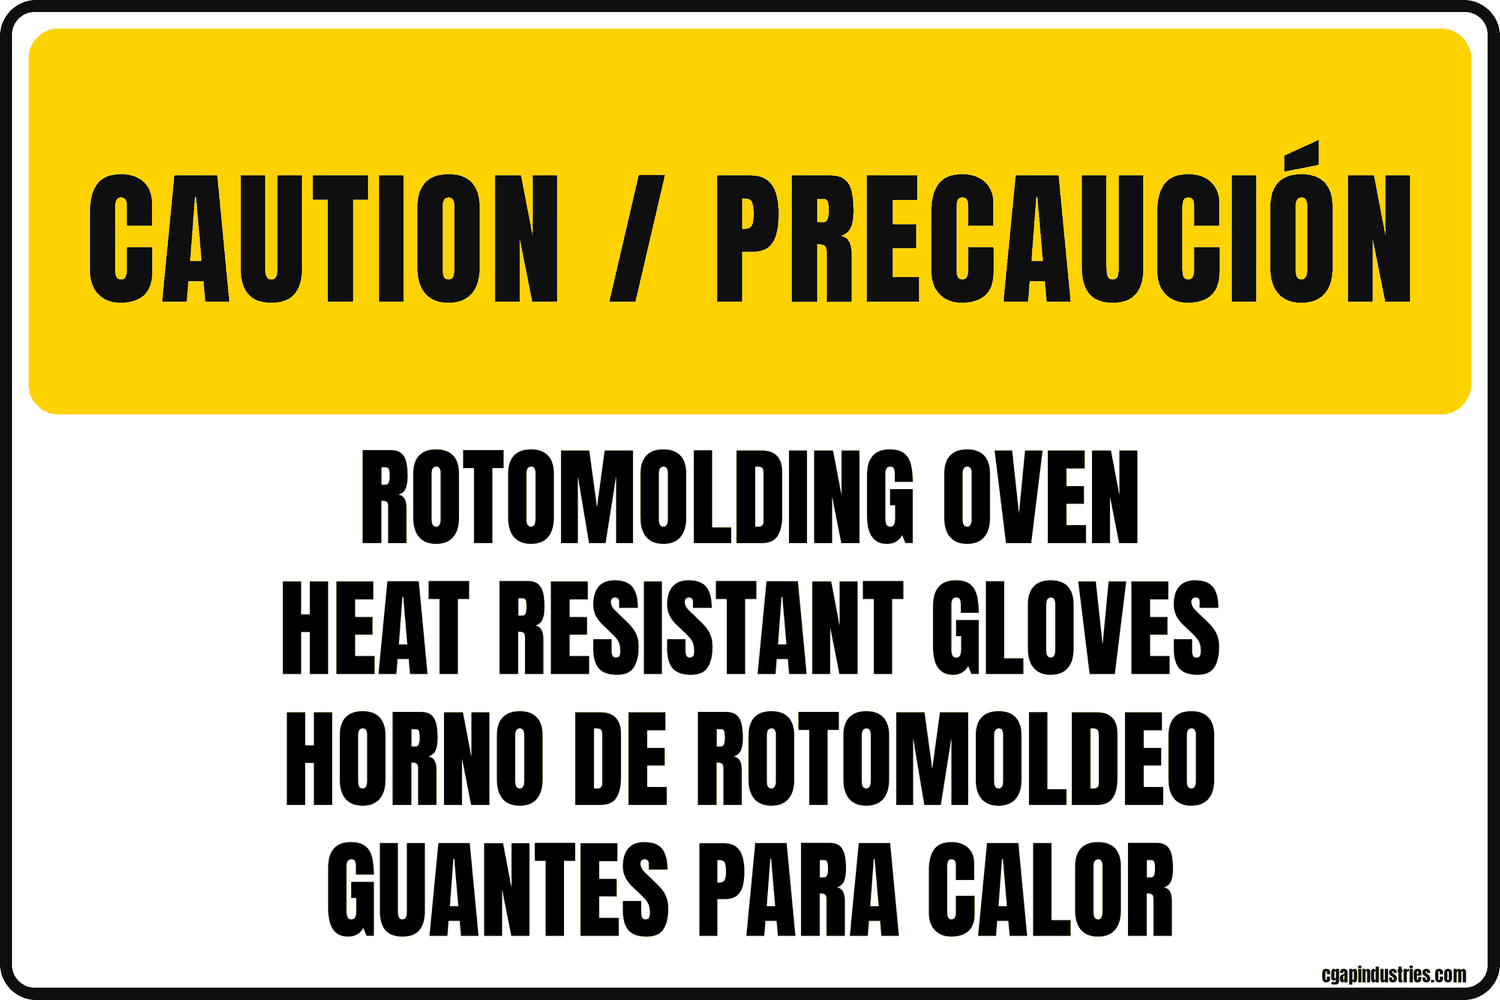 CAUTION / PRECAUCIÓN
ROTOMOLDING OVEN
HEAT RESISTANT GLOVES
HORNO DE ROTOMOLDEO
GUANTES PARA CALOR
cgapindustries.com